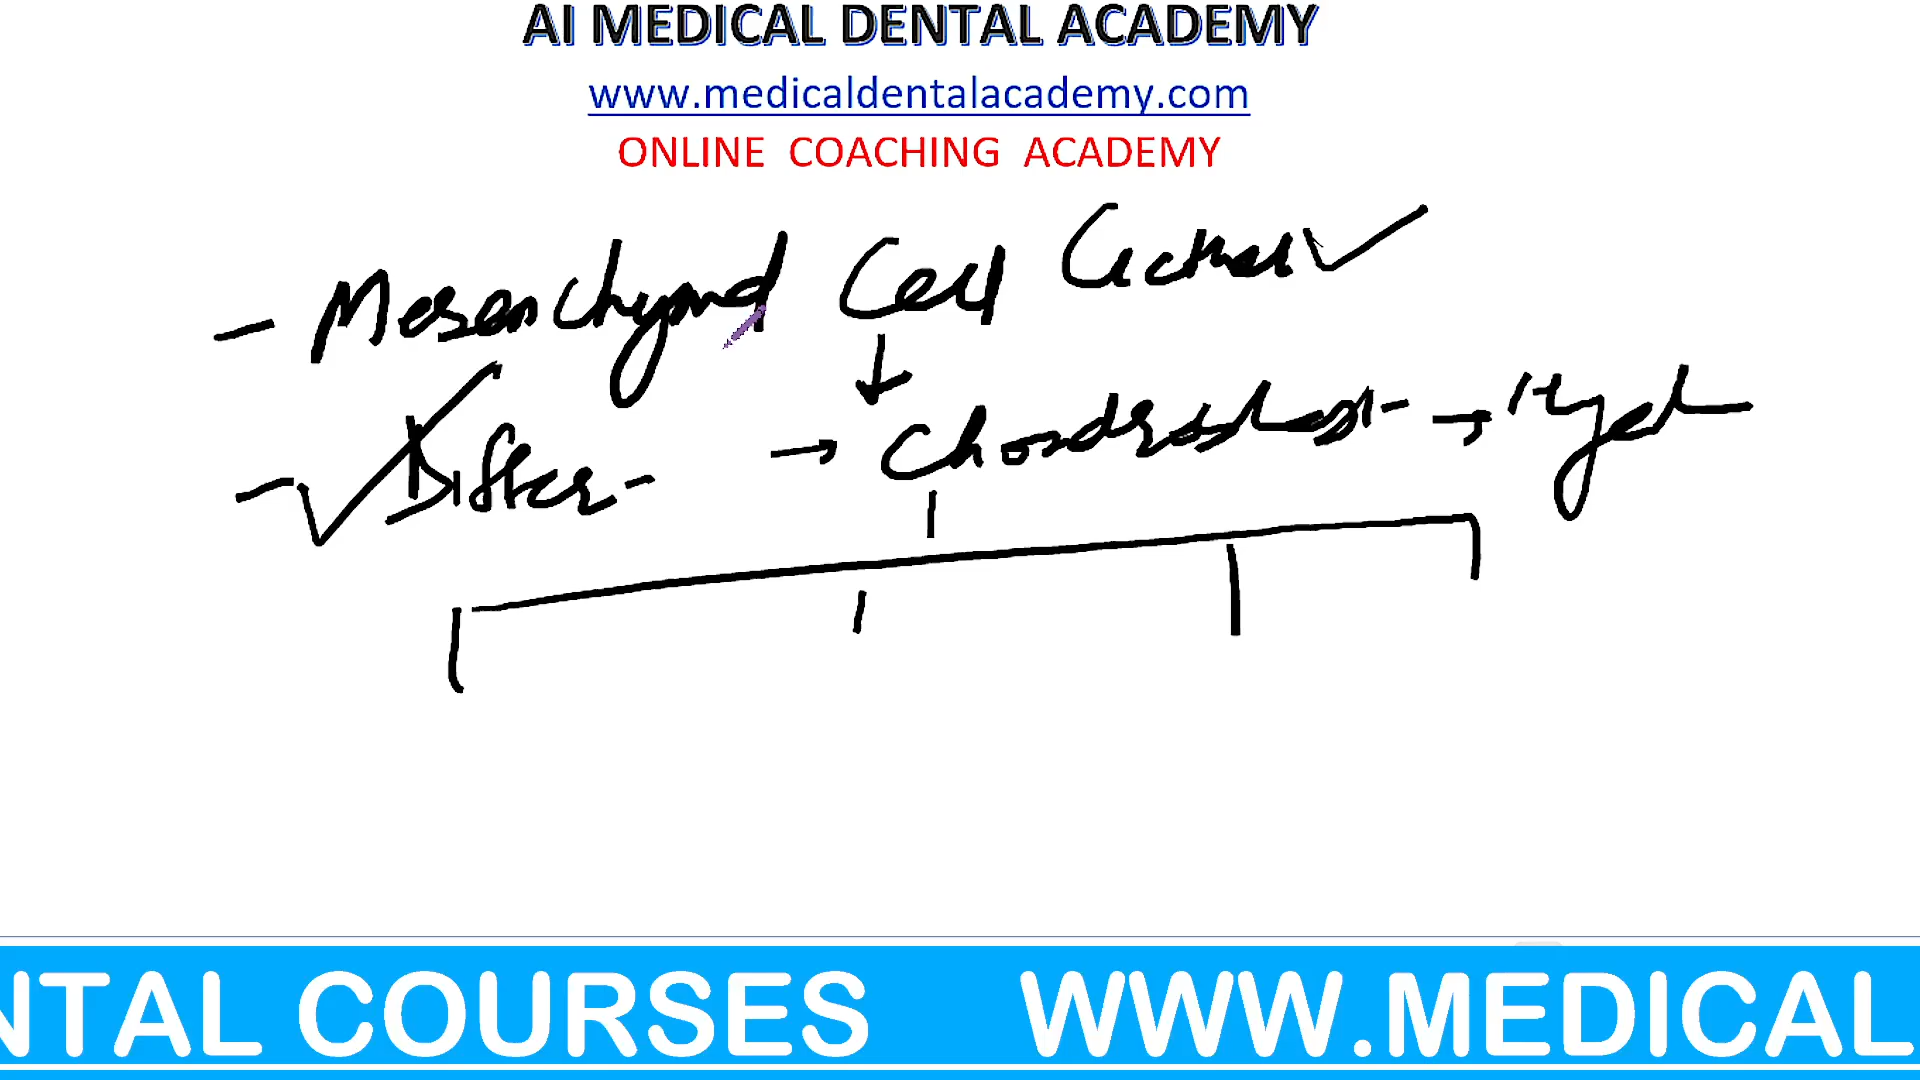 AI MEDICAL DENTAL ACADEMY
www.medicaldentalacademy.com
ONLINE COACHING ACADEMY
- Mesenchymal Cell
- Differ - → Chondroblast - →
NTAL COURSES WWW.MEDICAL